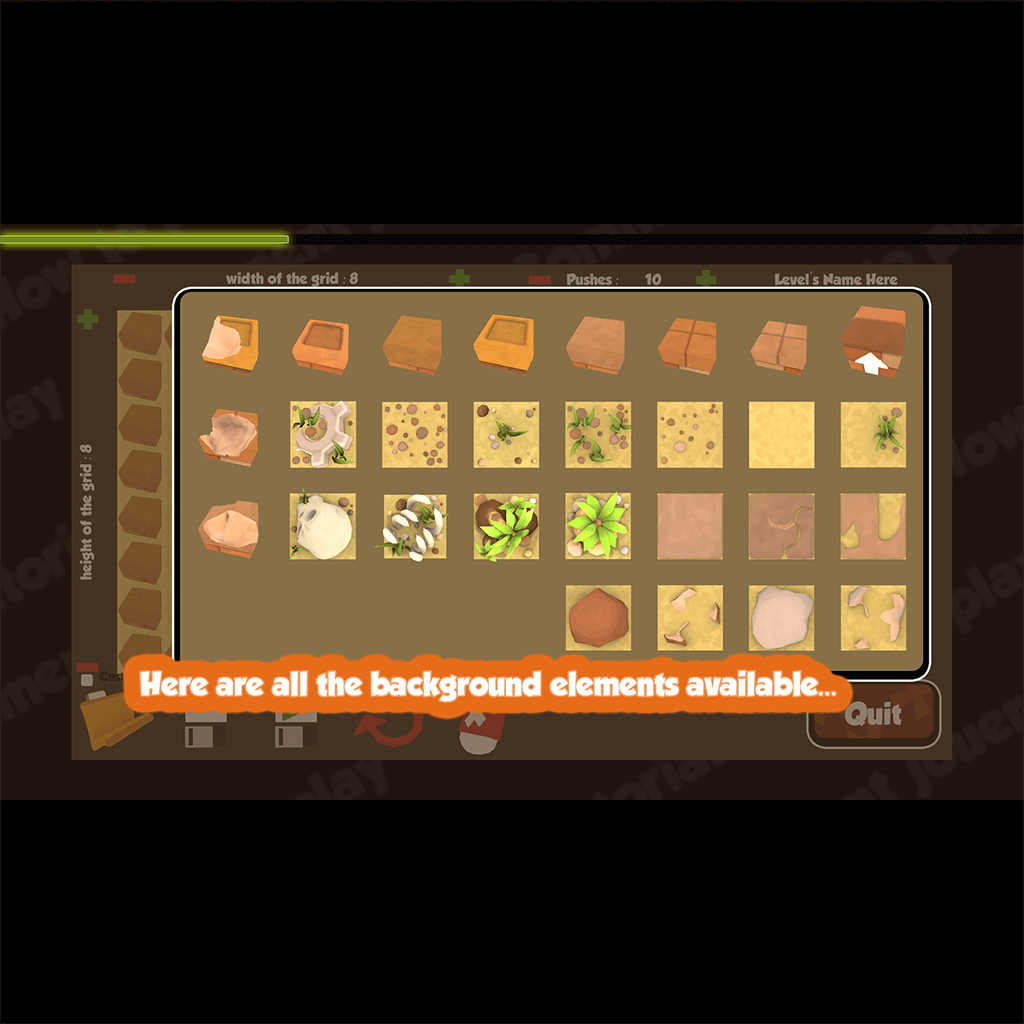 width of the grid : 8
Pushes : 10
Level's Name Here
height of the grid : 8
Here are all the background elements available...
Quit